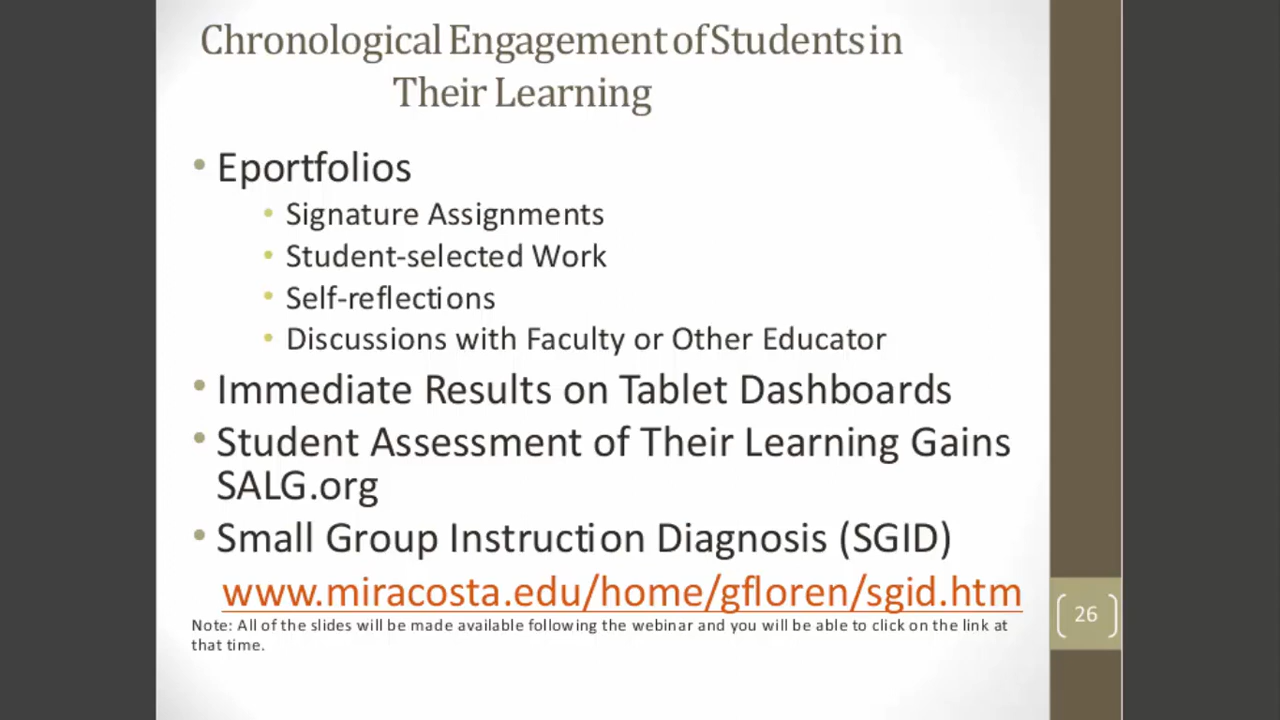 Chronological Engagement of Students in
Their Learning
• Eportfolios
• Signature Assignments
• Student-selected Work
• Self-reflections
• Discussions with Faculty or Other Educator
• Immediate Results on Tablet Dashboards
• Student Assessment of Their Learning Gains
SALG.org
• Small Group Instruction Diagnosis (SGID)
www.miracosta.edu/home/gfloren/sgid.htm
Note: All of the slides will be made available following the webinar and you will be able to click on the link at
that time.
26